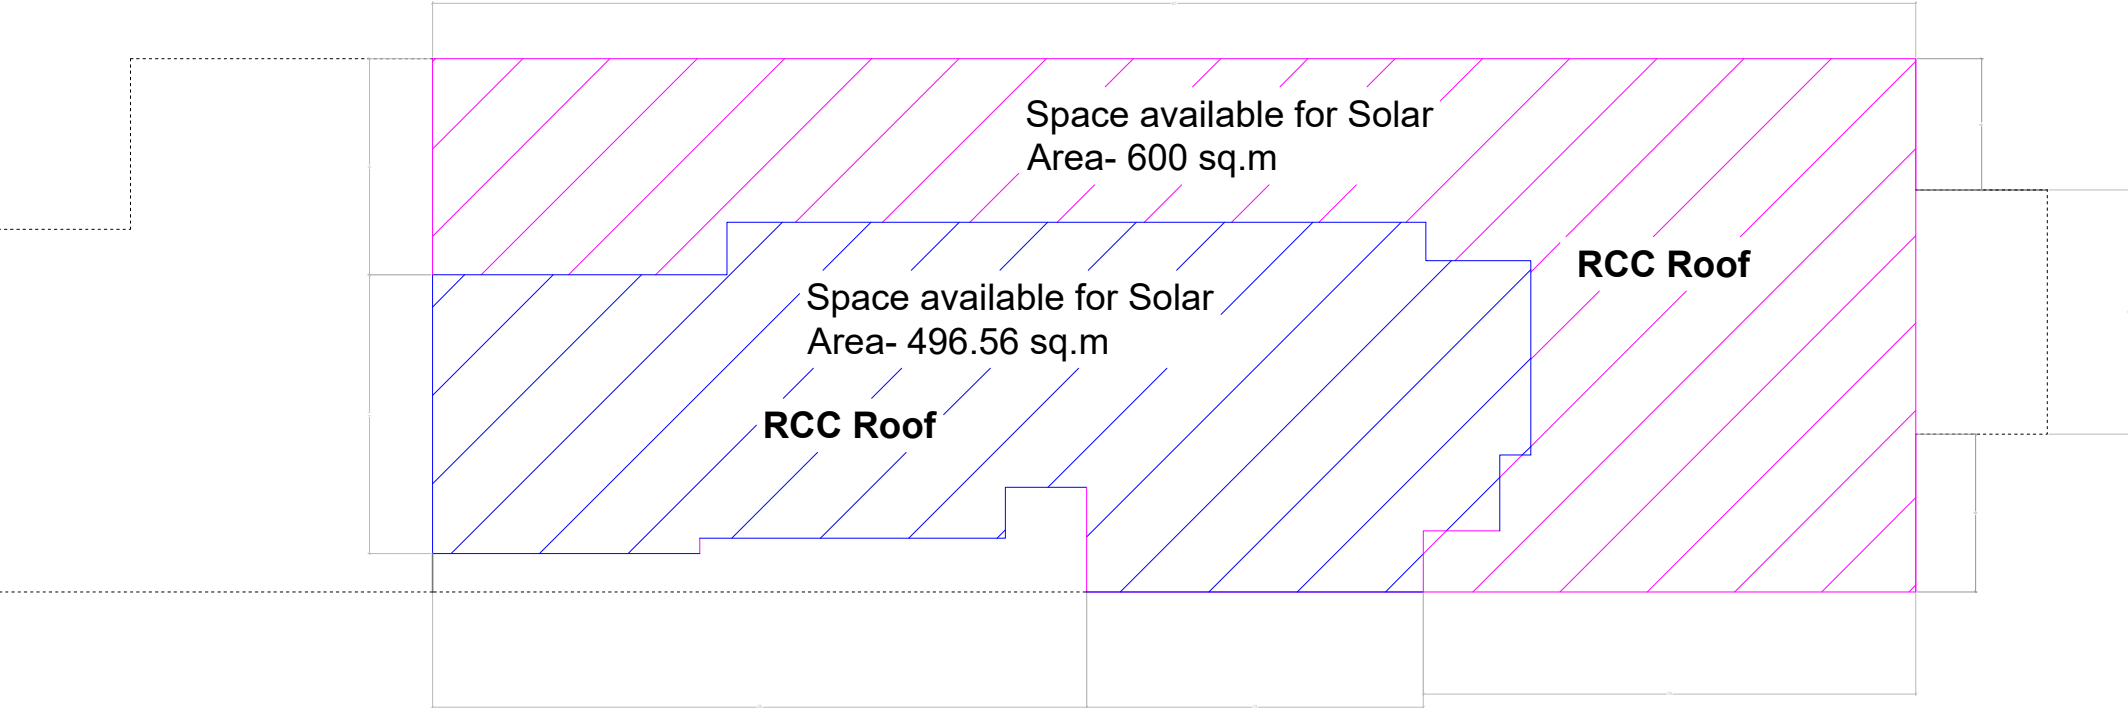 Space available for Solar
Area- 600 sq.m
RCC Roof
Space available for Solar
Area- 496.56 sq.m
RCC Roof